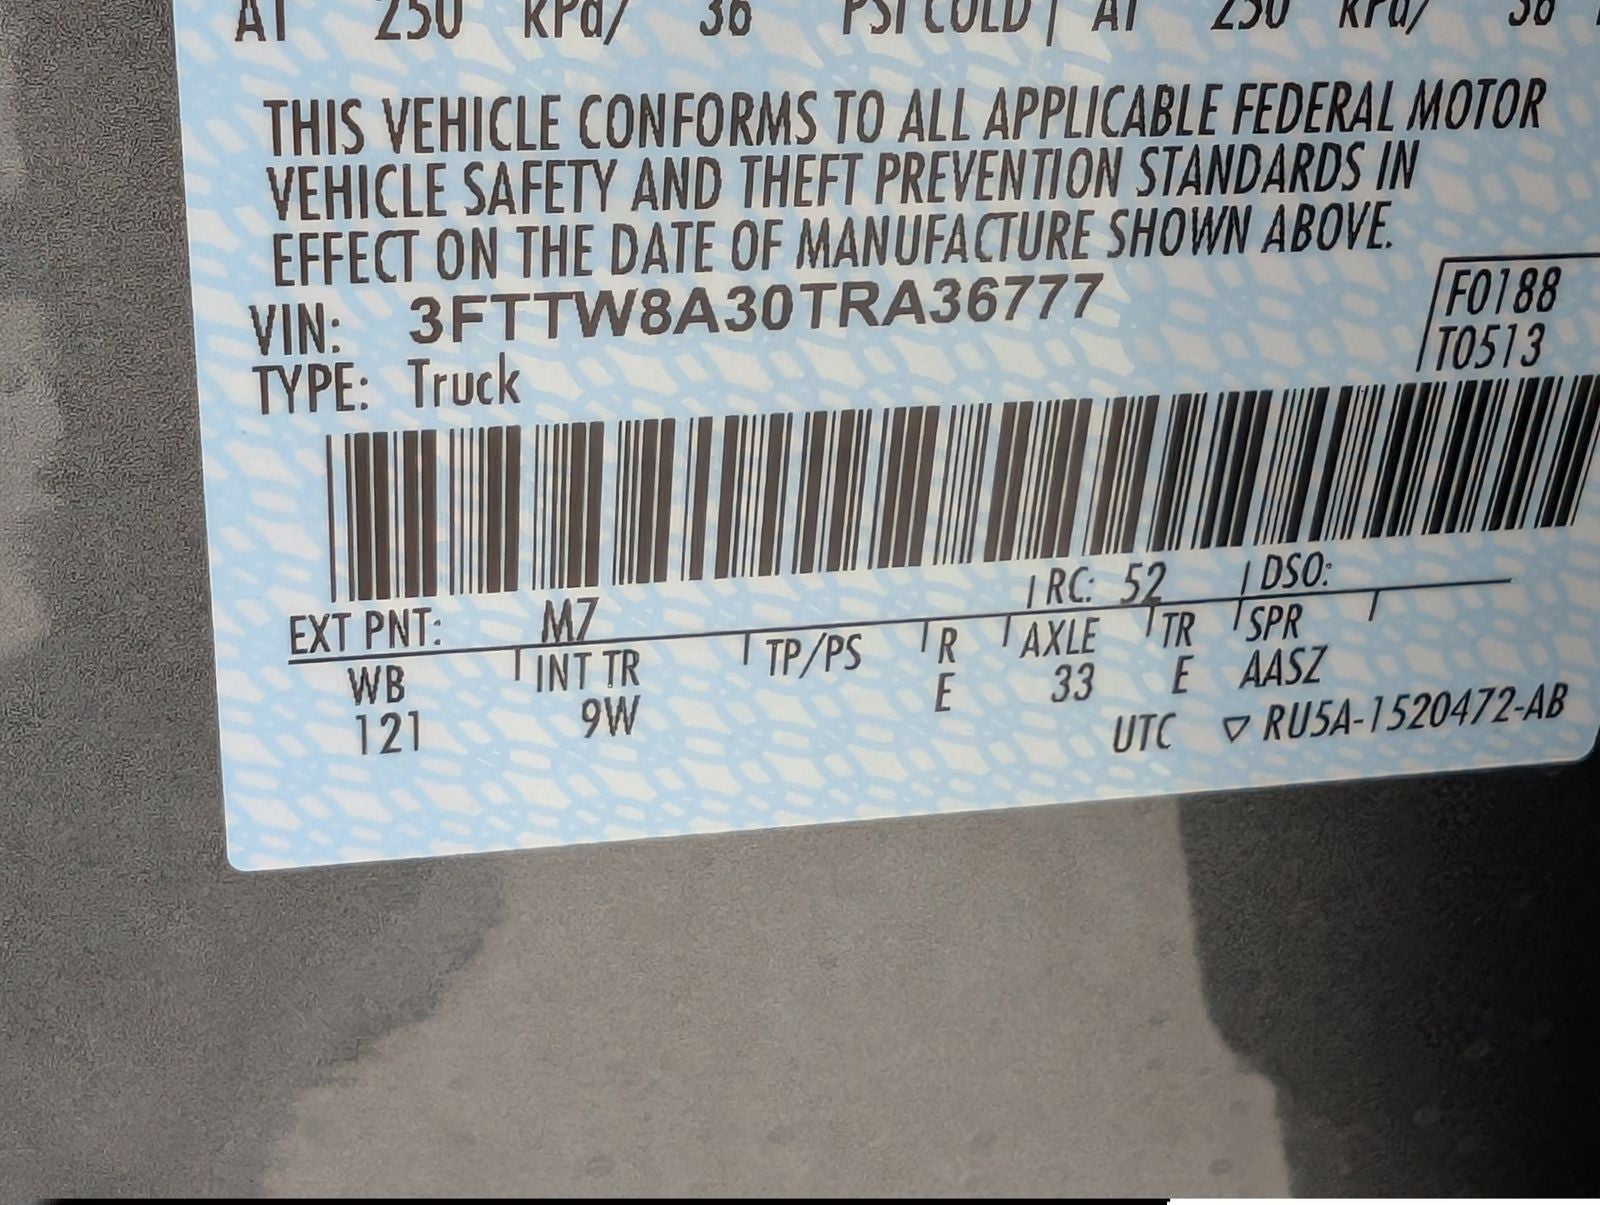 AT 250 kPa/ 36 PSI COLD | AT 250 kPa/ 36
THIS VEHICLE CONFORMS TO ALL APPLICABLE FEDERAL MOTOR
VEHICLE SAFETY AND THEFT PREVENTION STANDARDS IN
EFFECT ON THE DATE OF MANUFACTURE SHOWN ABOVE.
VIN: 3FTTW8A30TRA36777
F0188
TYPE: Truck
T0513
EXT PNT: M7 RC: 52 DSO:
WB INT TR TP/PS R AXLE TR SPR
121 9W E 33 E AASZ
UTC ▽ RU5A-1520472-AB